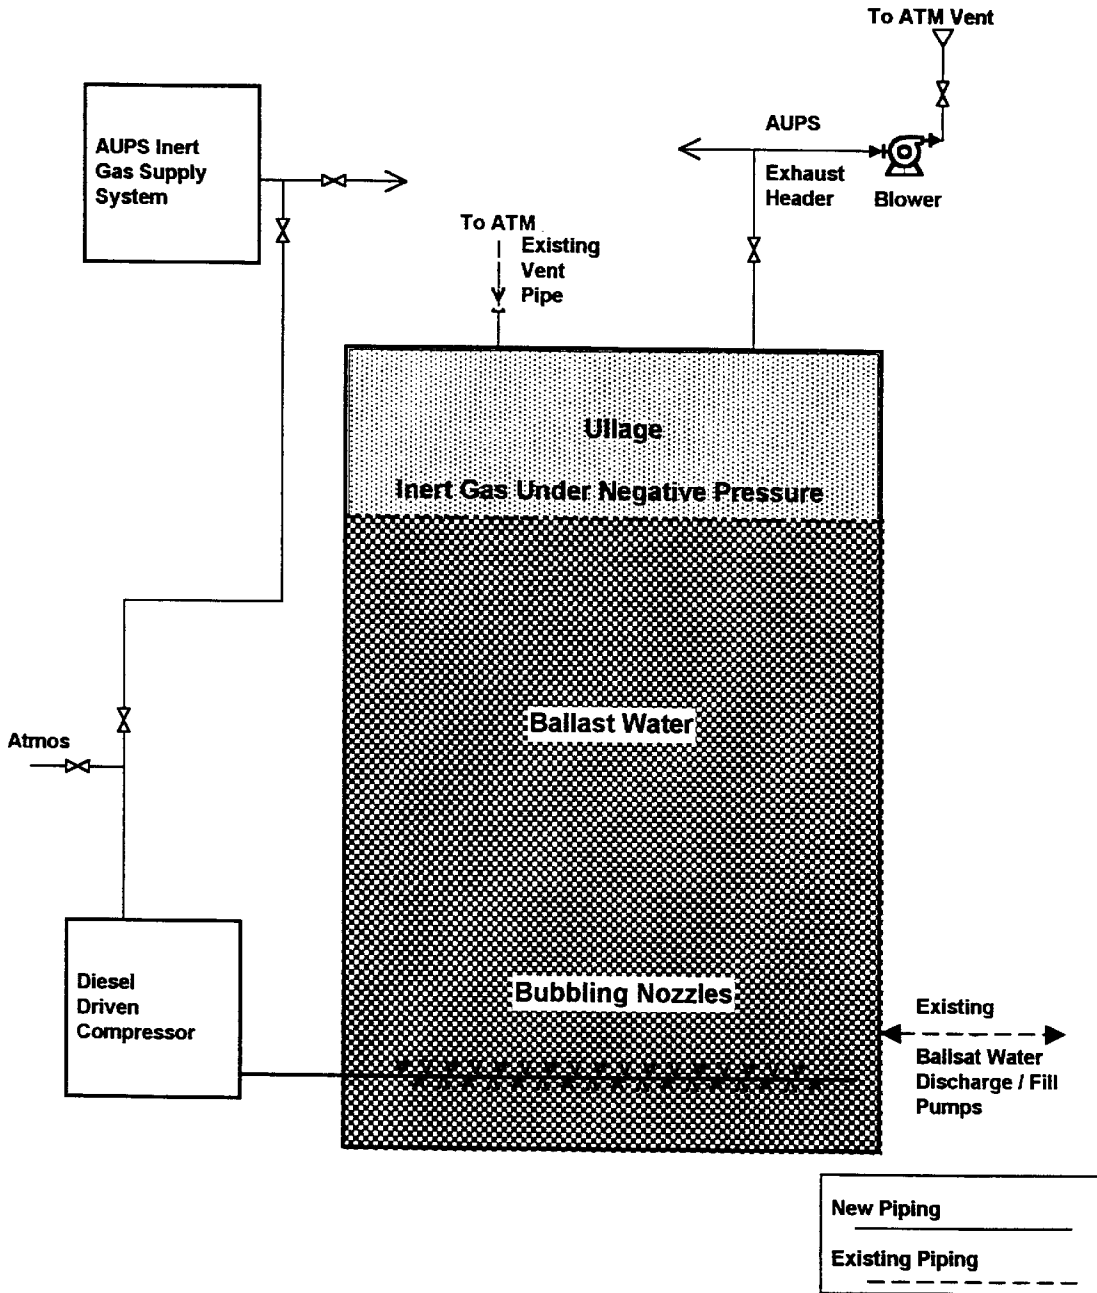 To ATM Vent
AUPS Inert
Gas Supply
System
AUPS
Exhaust
Header
Blower
To ATM
Existing
Vent
Pipe
Ullage
Inert Gas Under Negative Pressure
Ballast Water
Atmos
Diesel
Driven
Compressor
Bubbling Nozzles
Existing
Ballsat Water
Discharge / Fill
Pumps
New Piping
Existing Piping